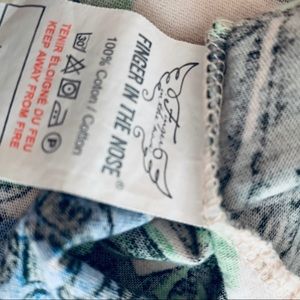 FINGER IN THE NOSE®
100% Coton / Cotton
TENIR ÉLOIGNÉ DU FEU
KEEP AWAY FROM FIRE